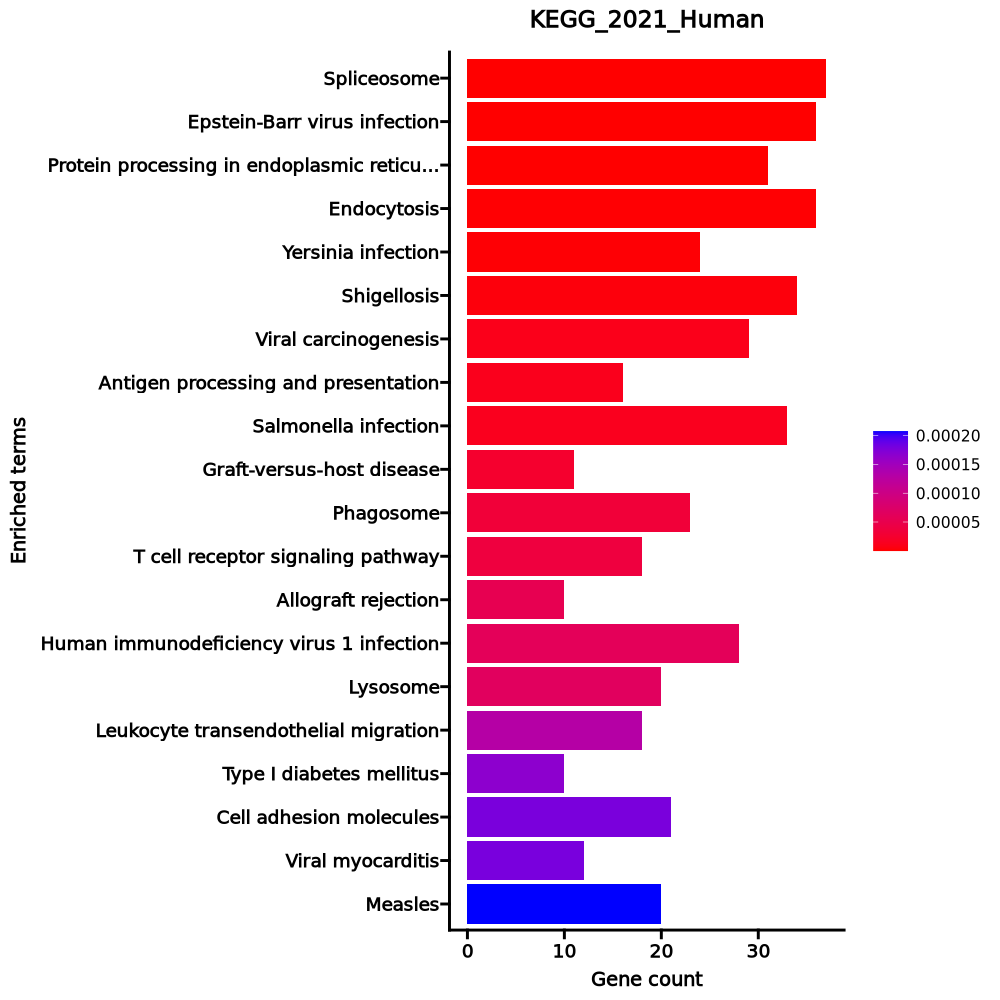 KEGG_2021_Human
Spliceosome
Epstein-Barr virus infection
Protein processing in endoplasmic reticu...
Endocytosis
Yersinia infection
Shigellosis
Viral carcinogenesis
Antigen processing and presentation
Salmonella infection
Graft-versus-host disease
Phagosome
T cell receptor signaling pathway
Allograft rejection
Human immunodeficiency virus 1 infection
Lysosome
Leukocyte transendothelial migration
Type I diabetes mellitus
Cell adhesion molecules
Viral myocarditis
Measles
Enriched terms
0 10 20 30
Gene count
0.00020
0.00015
0.00010
0.00005